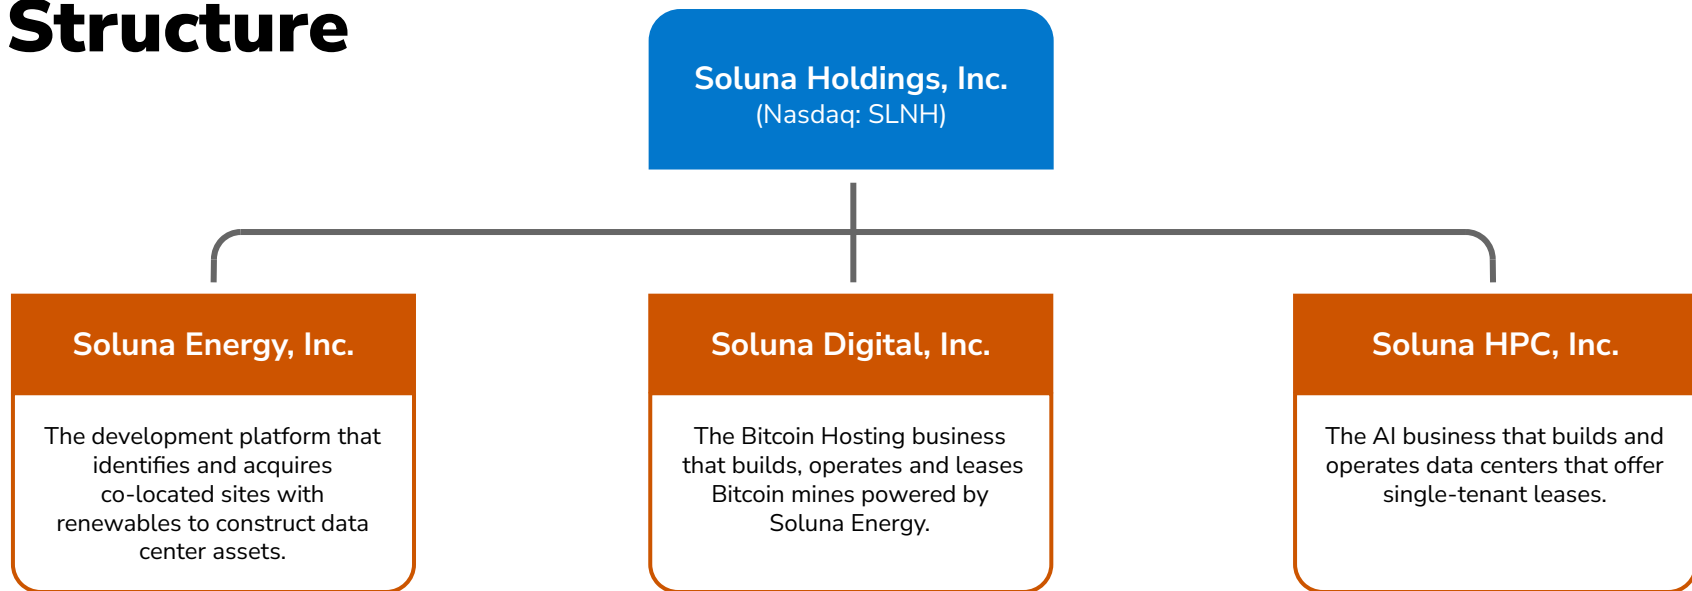 Structure
Soluna Holdings, Inc.
(Nasdaq: SLNH)
Soluna Energy, Inc.
The development platform that
identifies and acquires
co-located sites with
renewables to construct data
center assets.
Soluna Digital, Inc.
The Bitcoin Hosting business
that builds, operates and leases
Bitcoin mines powered by
Soluna Energy.
Soluna HPC, Inc.
The AI business that builds and
operates data centers that offer
single-tenant leases.